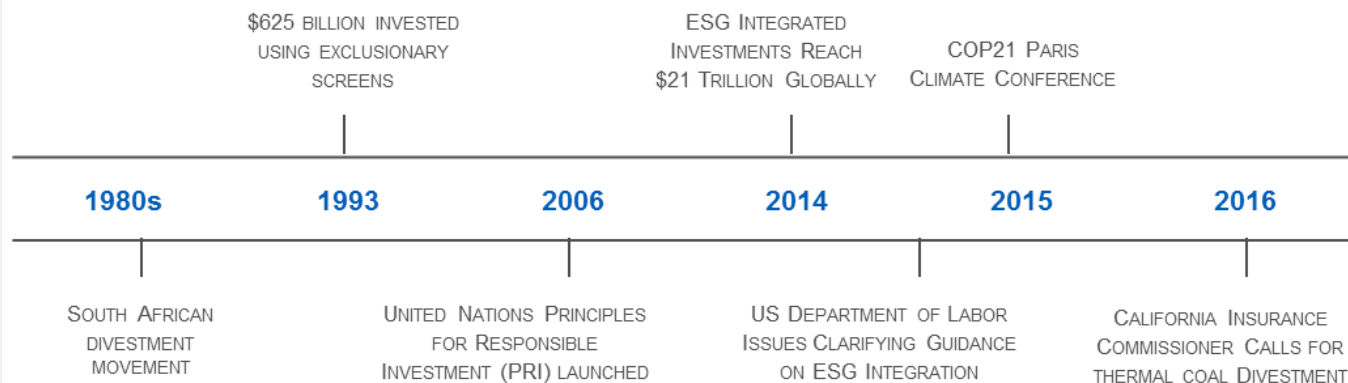 $625 BILLION INVESTED
USING EXCLUSIONARY
SCREENS
ESG INTEGRATED
INVESTMENTS REACH
$21 TRILLION GLOBALLY
COP21 PARIS
CLIMATE CONFERENCE
1980s
1993
2006
2014
2015
2016
SOUTH AFRICAN
DIVESTMENT
MOVEMENT
UNITED NATIONS PRINCIPLES
FOR RESPONSIBLE
INVESTMENT (PRI) LAUNCHED
US DEPARTMENT OF LABOR
ISSUES CLARIFYING GUIDANCE
ON ESG INTEGRATION
CALIFORNIA INSURANCE
COMMISSIONER CALLS FOR
THERMAL COAL DIVESTMENT